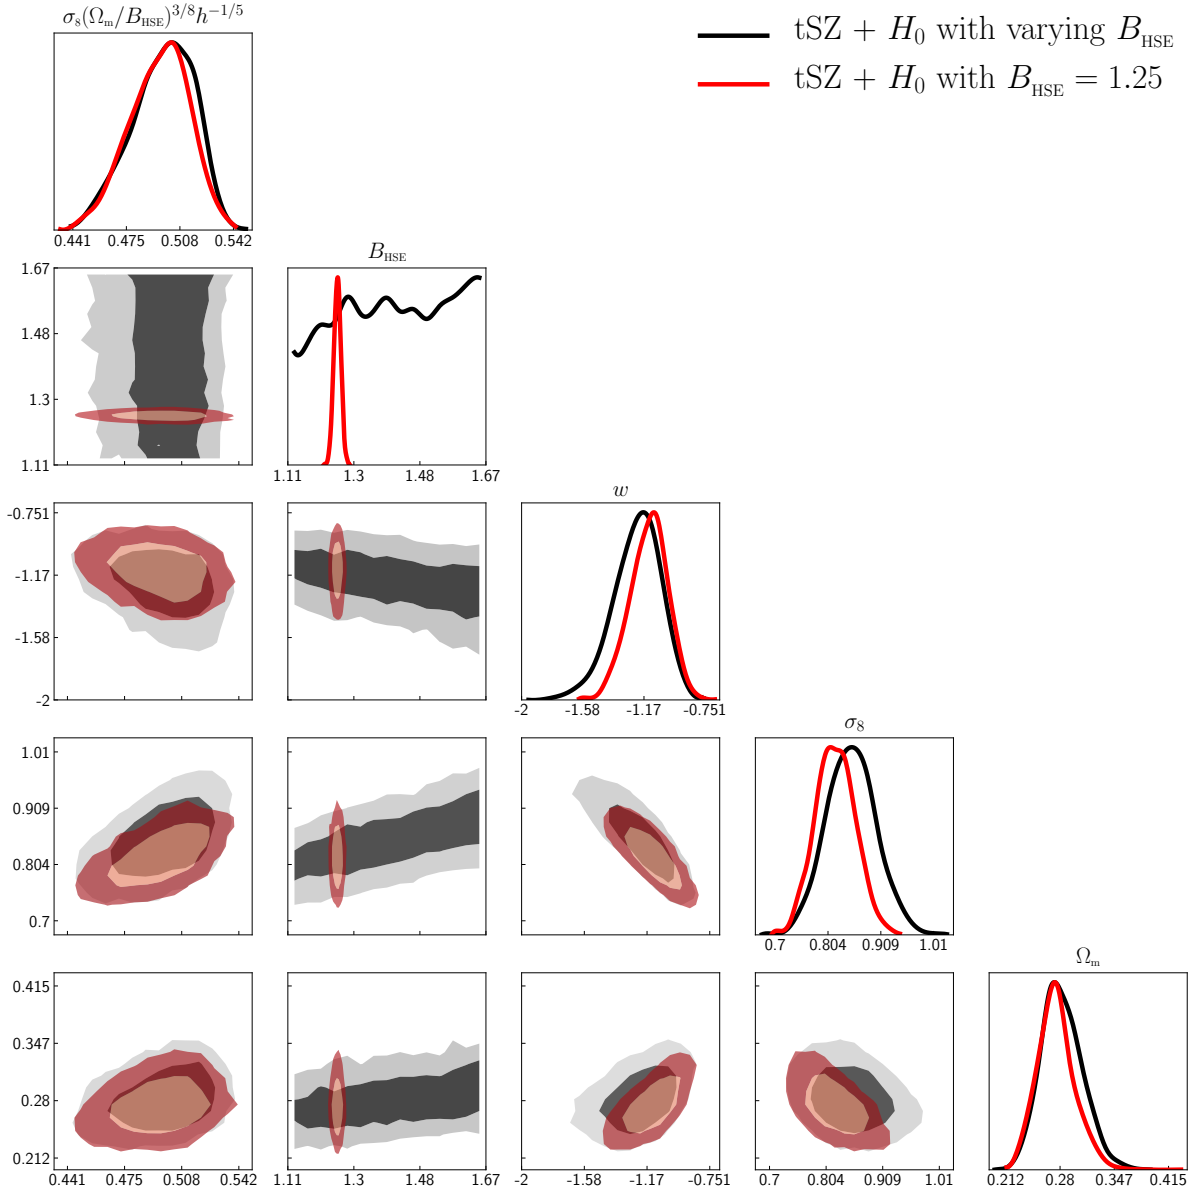 σ₈(Ωₘ/B_HSE)^{3/8}h^{−1/5}
tSZ + H₀ with varying B_HSE
tSZ + H₀ with B_HSE = 1.25
0.441 0.475 0.508 0.542
B_HSE
1.67
1.48
1.3
1.11
1.11 1.3 1.48 1.67
w
-0.751
-1.17
-1.58
-2
-2 -1.58 -1.17 -0.751
σ₈
1.01
0.909
0.804
0.7
0.7 0.804 0.909 1.01
Ωₘ
0.415
0.347
0.28
0.212
0.441 0.475 0.508 0.542 1.11 1.3 1.48 1.67 -2 -1.58 -1.17 -0.751 0.7 0.804 0.909 1.01 0.212 0.28 0.347 0.415